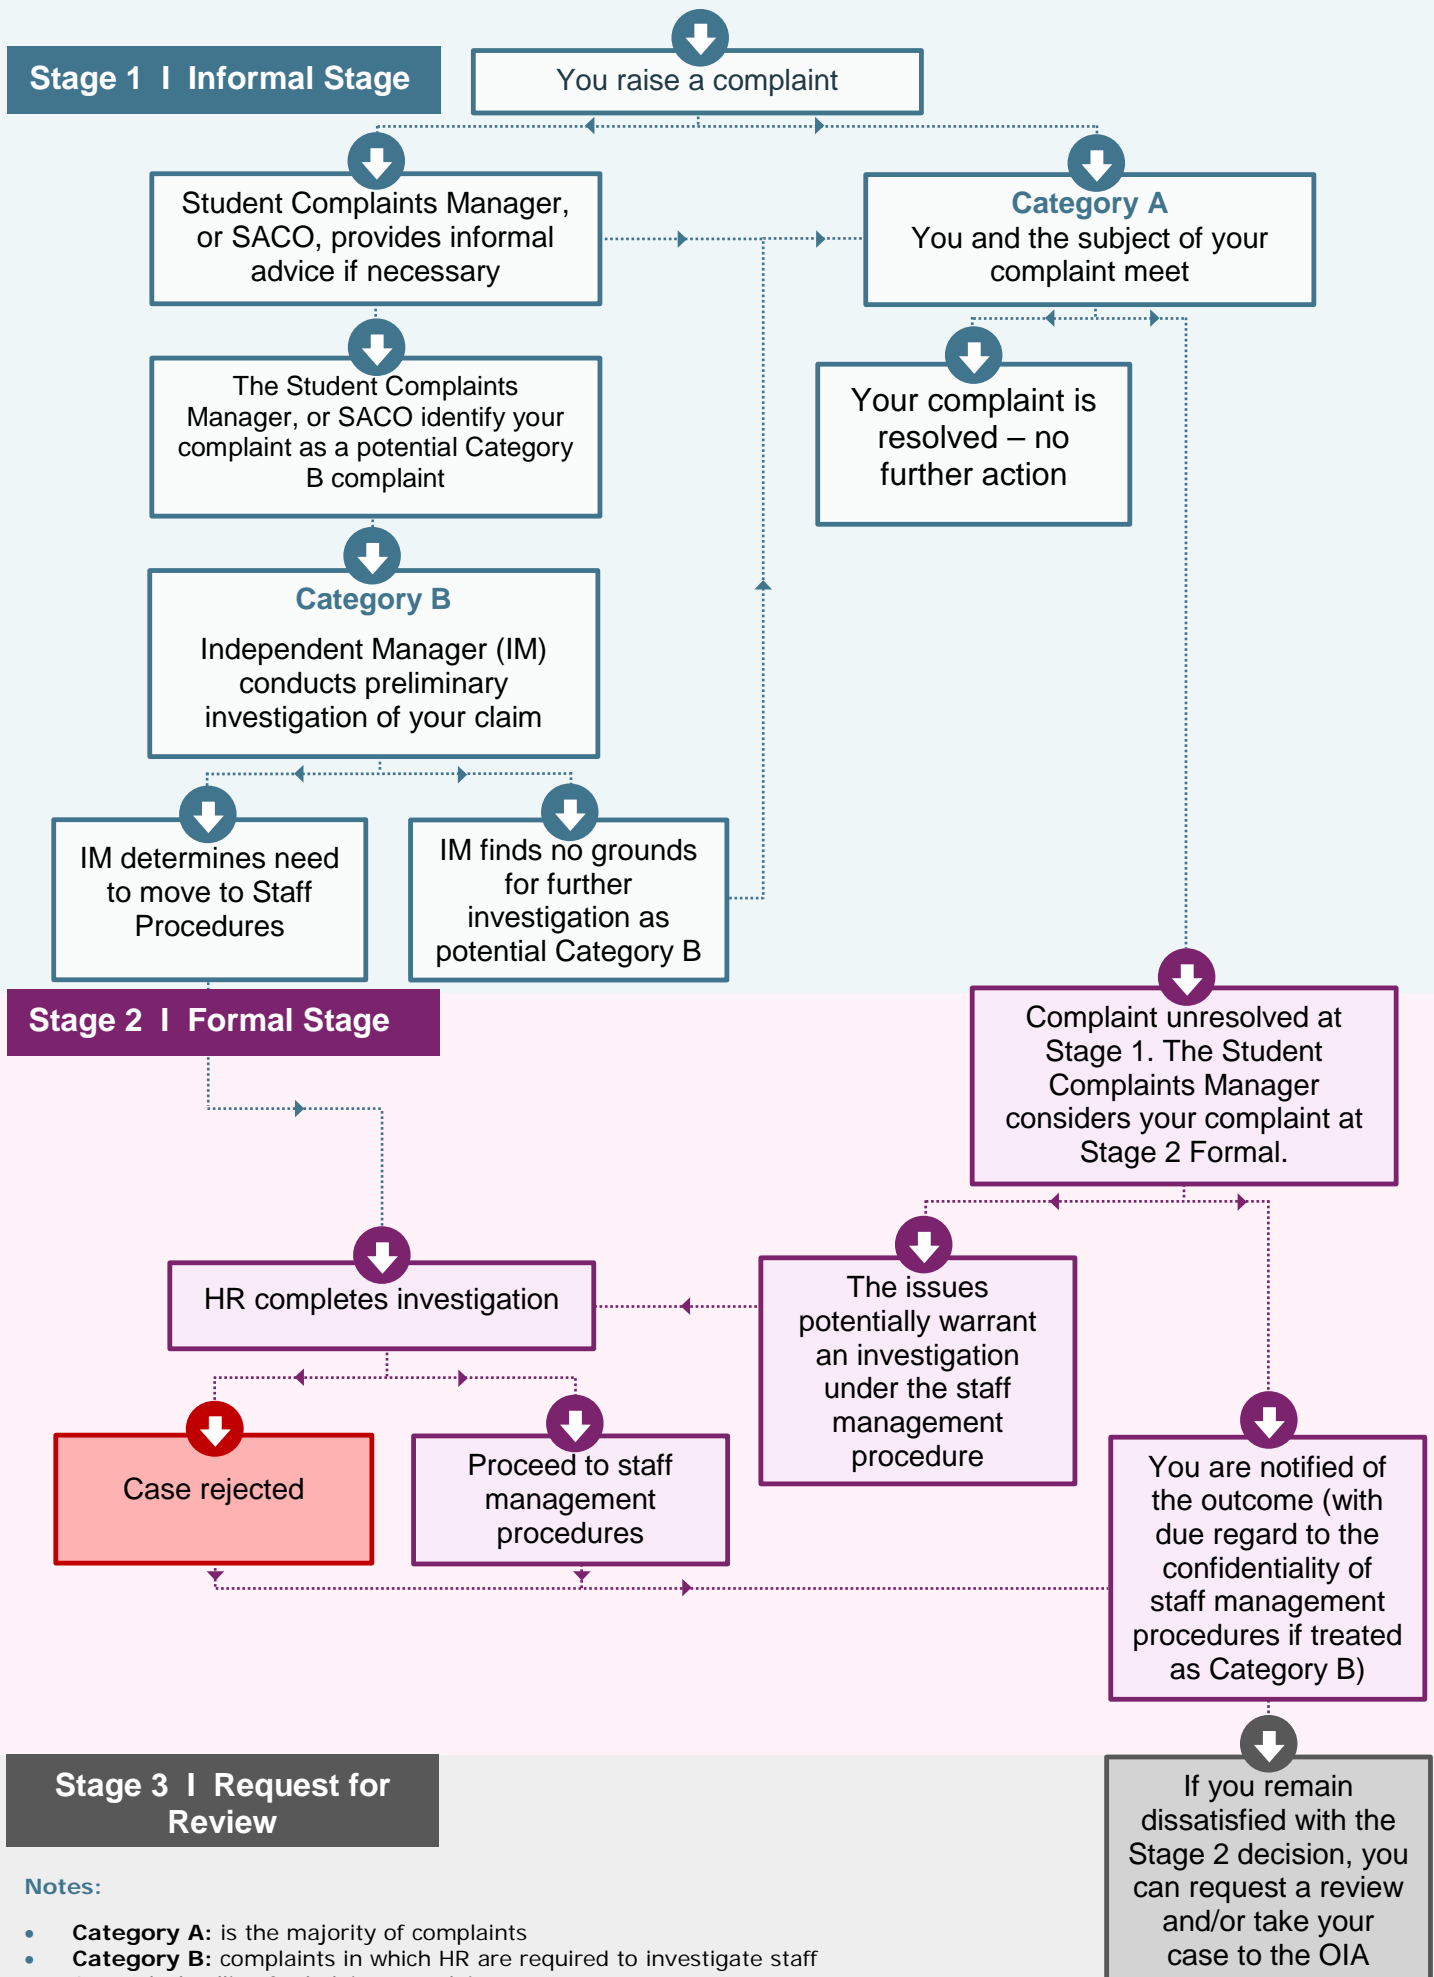 Stage 1 I Informal Stage
You raise a complaint
Student Complaints Manager,
or SACO, provides informal
advice if necessary
Category A
You and the subject of your
complaint meet
The Student Complaints
Manager, or SACO identify your
complaint as a potential Category
B complaint
Your complaint is
resolved – no
further action
Category B
Independent Manager (IM)
conducts preliminary
investigation of your claim
IM determines need
to move to Staff
Procedures
IM finds no grounds
for further
investigation as
potential Category B
Stage 2 I Formal Stage
Complaint unresolved at
Stage 1. The Student
Complaints Manager
considers your complaint at
Stage 2 Formal.
HR completes investigation
The issues
potentially warrant
an investigation
under the staff
management
procedure
Case rejected
Proceed to staff
management
procedures
You are notified of
the outcome (with
due regard to the
confidentiality of
staff management
procedures if treated
as Category B)
Stage 3 I Request for
Review
If you remain
dissatisfied with the
Stage 2 decision, you
can request a review
and/or take your
case to the OIA
Notes:
• Category A: is the majority of complaints
• Category B: complaints in which HR are required to investigate staff